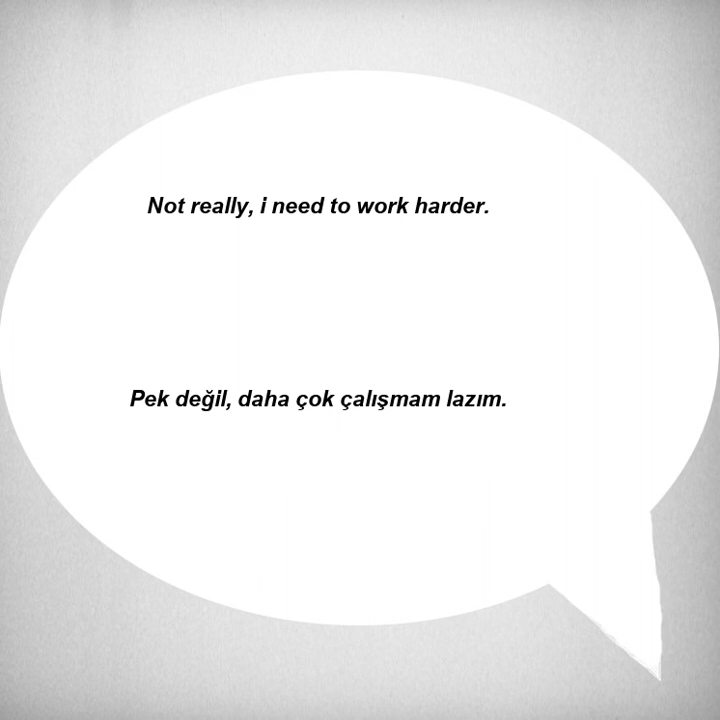 Not really, i need to work harder.
Pek değil, daha çok çalışmam lazım.